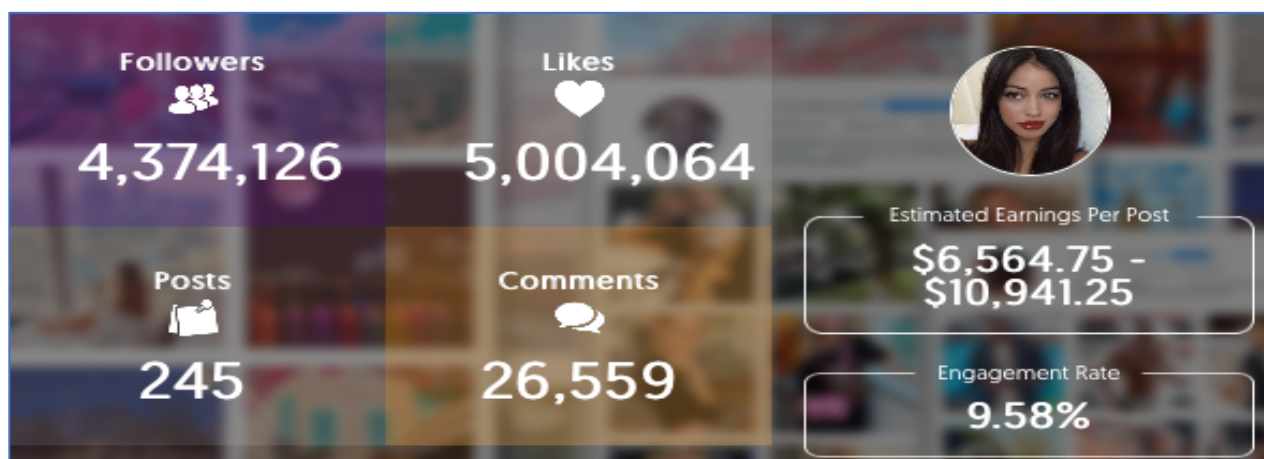 Followers
4,374,126
Likes
5,004,064
Posts
245
Comments
26,559
Estimated Earnings Per Post
$6,564.75 -
$10,941.25
Engagement Rate
9.58%